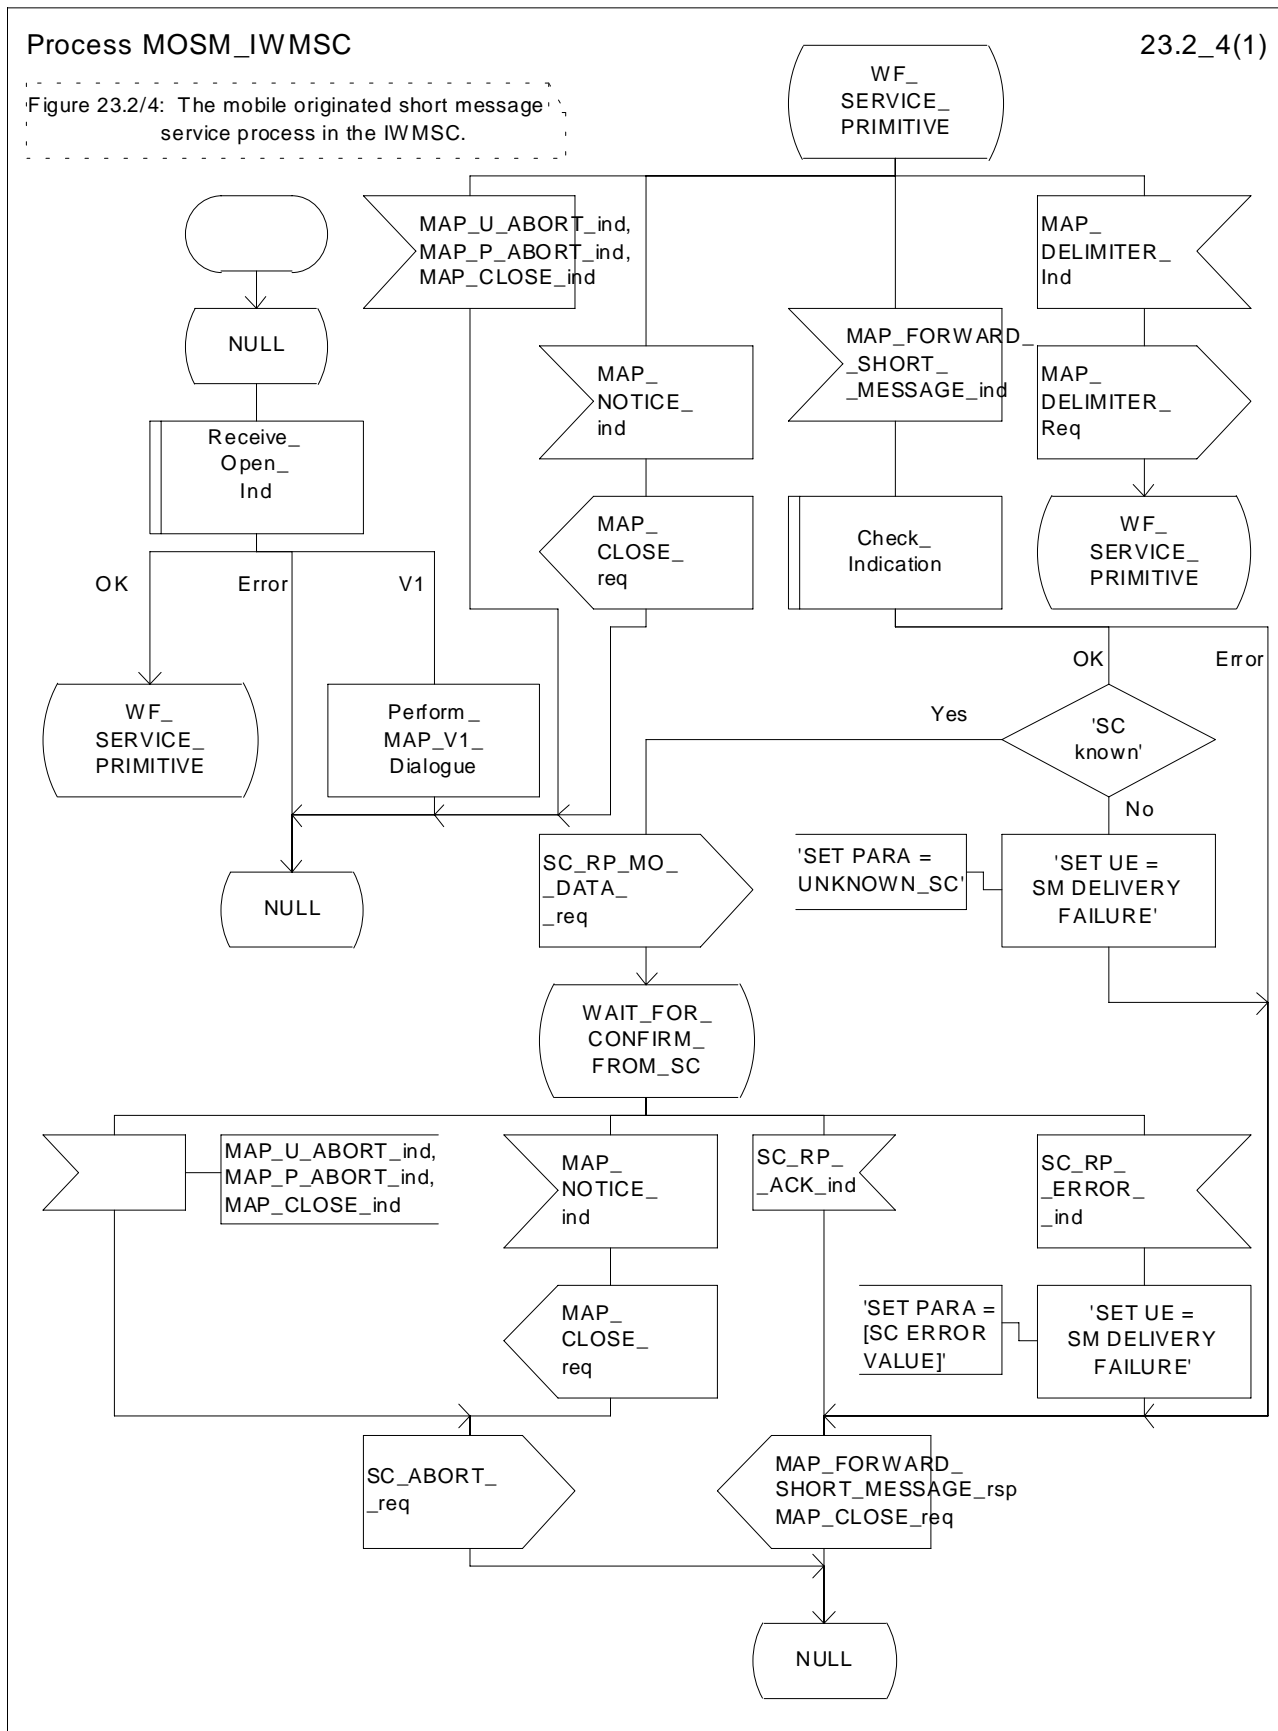 Process MOSM_IWMSC
23.2_4(1)
Figure 23.2/4: The mobile originated short message
service process in the IWMSC.
WF_
SERVICE_
PRIMITIVE
MAP_U_ABORT_ind,
MAP_P_ABORT_ind,
MAP_CLOSE_ind
MAP_
DELIMITER_
Ind
NULL
MAP_
NOTICE_
ind
MAP_FORWARD_
_SHORT_
_MESSAGE_ind
MAP_
DELIMITER_
Req
Receive_
Open_
Ind
MAP_
CLOSE_
req
Check_
Indication
WF_
SERVICE_
PRIMITIVE
OK
Error
V1
OK
Error
WF_
SERVICE_
PRIMITIVE
Perform_
MAP_V1_
Dialogue
Yes
'SC
known'
No
NULL
SC_RP_MO_
_DATA_
_req
'SET PARA =
UNKNOWN_SC'
'SET UE =
SM DELIVERY
FAILURE'
WAIT_FOR_
CONFIRM_
FROM_SC
MAP_U_ABORT_ind,
MAP_P_ABORT_ind,
MAP_CLOSE_ind
MAP_
NOTICE_
ind
SC_RP_
_ACK_ind
SC_RP_
_ERROR_
_ind
MAP_
CLOSE_
req
'SET PARA =
[SC ERROR
VALUE]'
'SET UE =
SM DELIVERY
FAILURE'
SC_ABORT_
_req
MAP_FORWARD_
SHORT_MESSAGE_rsp
MAP_CLOSE_req
NULL